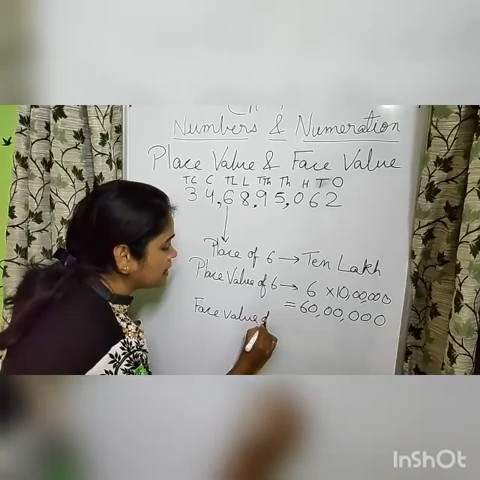 Numbers & Numeration
Place Value & Face Value
TC C TL L TTh Th H T O
3 4,6 8,9 5,0 6 2
Place of 6 → Ten Lakh
Place Value of 6 → 6 × 10,00,000
= 60,00,000
Face Value of
InShOt